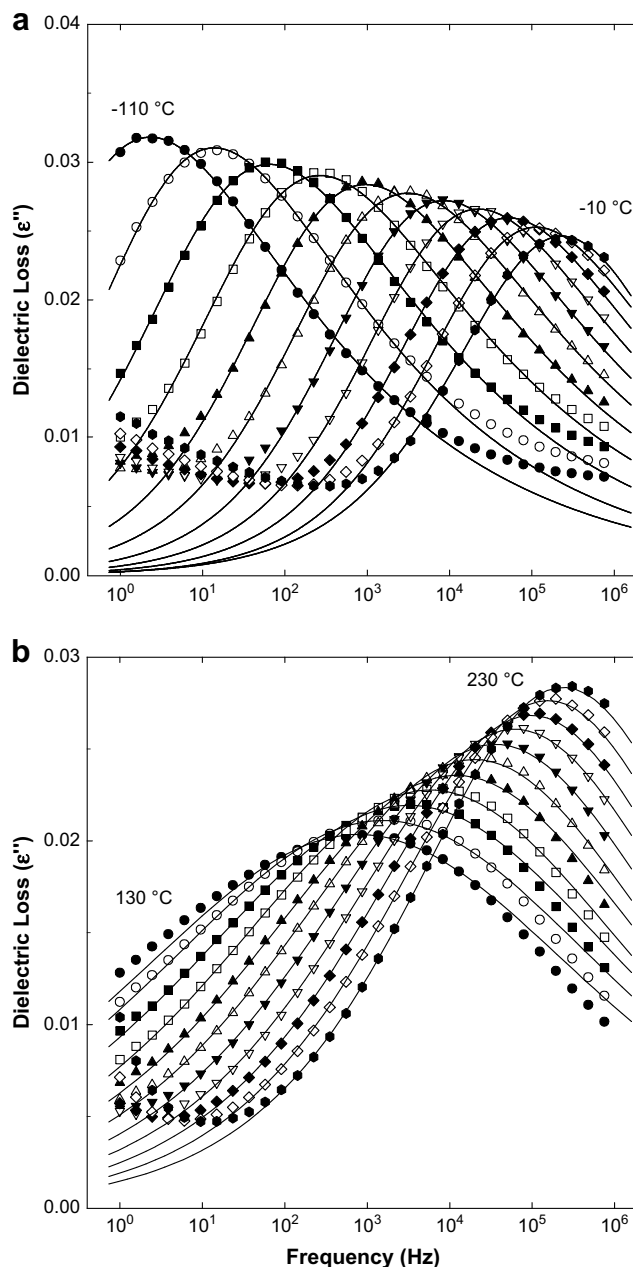 a
0.04
-110 °C
0.03
-10 °C
0.02
0.01
0.00
Dielectric Loss (ε")
10⁰ 10¹ 10² 10³ 10⁴ 10⁵ 10⁶
b
0.03
230 °C
0.02
130 °C
0.01
0.00
Dielectric Loss (ε")
10⁰ 10¹ 10² 10³ 10⁴ 10⁵ 10⁶
Frequency (Hz)